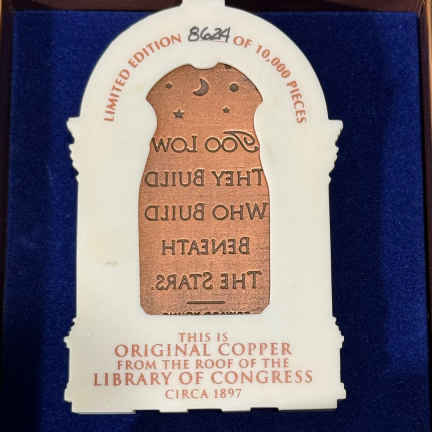 LIMITED EDITION 8624 OF 10,000 PIECES
TOO LOW
THEY BUILD
WHO BUILD
BENEATH
THE STARS.
THIS IS
ORIGINAL COPPER
FROM THE ROOF OF THE
LIBRARY OF CONGRESS
CIRCA 1897